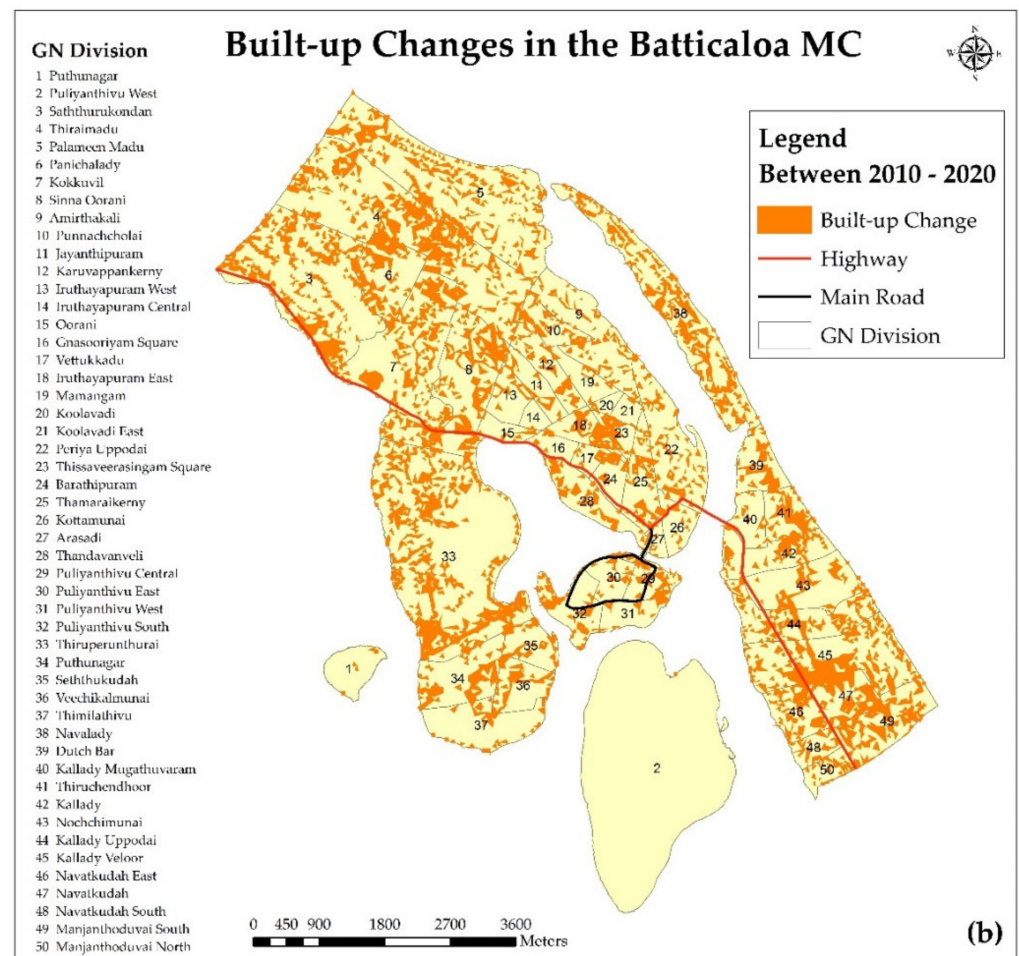 Built-up Changes in the Batticaloa MC
GN Division
1 Puthunagar
2 Puliyanthivu West
3 Saththurukondan
4 Thiraimadu
5 Palameen Madu
6 Panichalady
7 Kokkuvil
8 Sinna Oorani
9 Amirthakali
10 Punnachcholai
11 Jayanthipuram
12 Karuvappankerny
13 Iruthayapuram West
14 Iruthayapuram Central
15 Oorani
16 Gnasooriyam Square
17 Vettukkadu
18 Iruthayapuram East
19 Mamangam
20 Koolavadi
21 Koolavadi East
22 Periya Uppodai
23 Thissaveerasingam Square
24 Barathipuram
25 Thamaraikerny
26 Kottamunai
27 Arasadi
28 Thandavanveli
29 Puliyanthivu Central
30 Puliyanthivu East
31 Puliyanthivu West
32 Puliyanthivu South
33 Thiruperunthurai
34 Puthunagar
35 Seththukudah
36 Veechikalmunai
37 Thimilathivu
38 Navalady
39 Dutch Bar
40 Kallady Mugathuvaram
41 Thiruchendhoor
42 Kallady
43 Nochchimunai
44 Kallady Uppodai
45 Kallady Veloor
46 Navatkudah East
47 Navatkudah
48 Navatkudah South
49 Manjanthoduvai South
50 Manjanthoduvai North
N
W E
S
Legend
Between 2010 - 2020
Built-up Change
Highway
Main Road
GN Division
5
4
3
6
38
9
10
7
8
12
11
19
13
20
21
14
18
23
15
16
22
17
39
24
25
28
40
41
26
27
42
33
30
29
43
32
31
44
35
45
1
34
36
47
46
49
37
48
2
50
0 450 900 1800 2700 3600
Meters
(b)